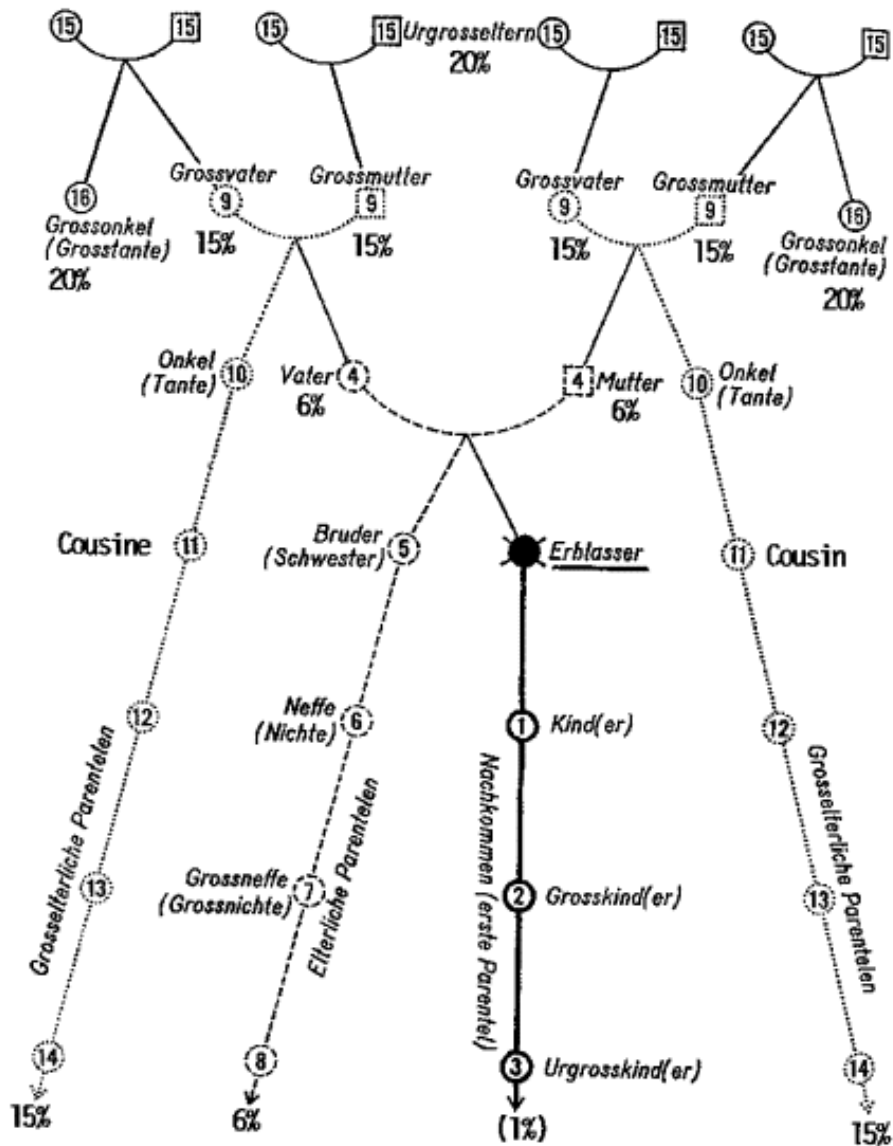 15 15 15 15 Urgrosseltern 15 15 15 15
20%
Grossvater Grossmutter Grossvater Grossmutter
16 9 9 9 9 16
Grossonkel
(Grosstante)
20%
15% 15% 15% 15%
Grossonkel
(Grosstante)
20%
Onkel
(Tante) 10
Vater 4
6%
4 Mutter
6%
10 Onkel
(Tante)
Cousine 11
Bruder
(Schwester) 5
Erblasser
11 Cousin
12
Neffe
(Nichte) 6
1 Kind(er)
12
Grosselterliche Parentelen
Elterliche Parentelen
Nachkommen (erste Parentel)
Grosselterliche Parentelen
13
Grossneffe
(Grossnichte) 7
2 Grosskind(er)
13
14 8 3 Urgrosskind(er) 14
15% 6% (1%) 15%